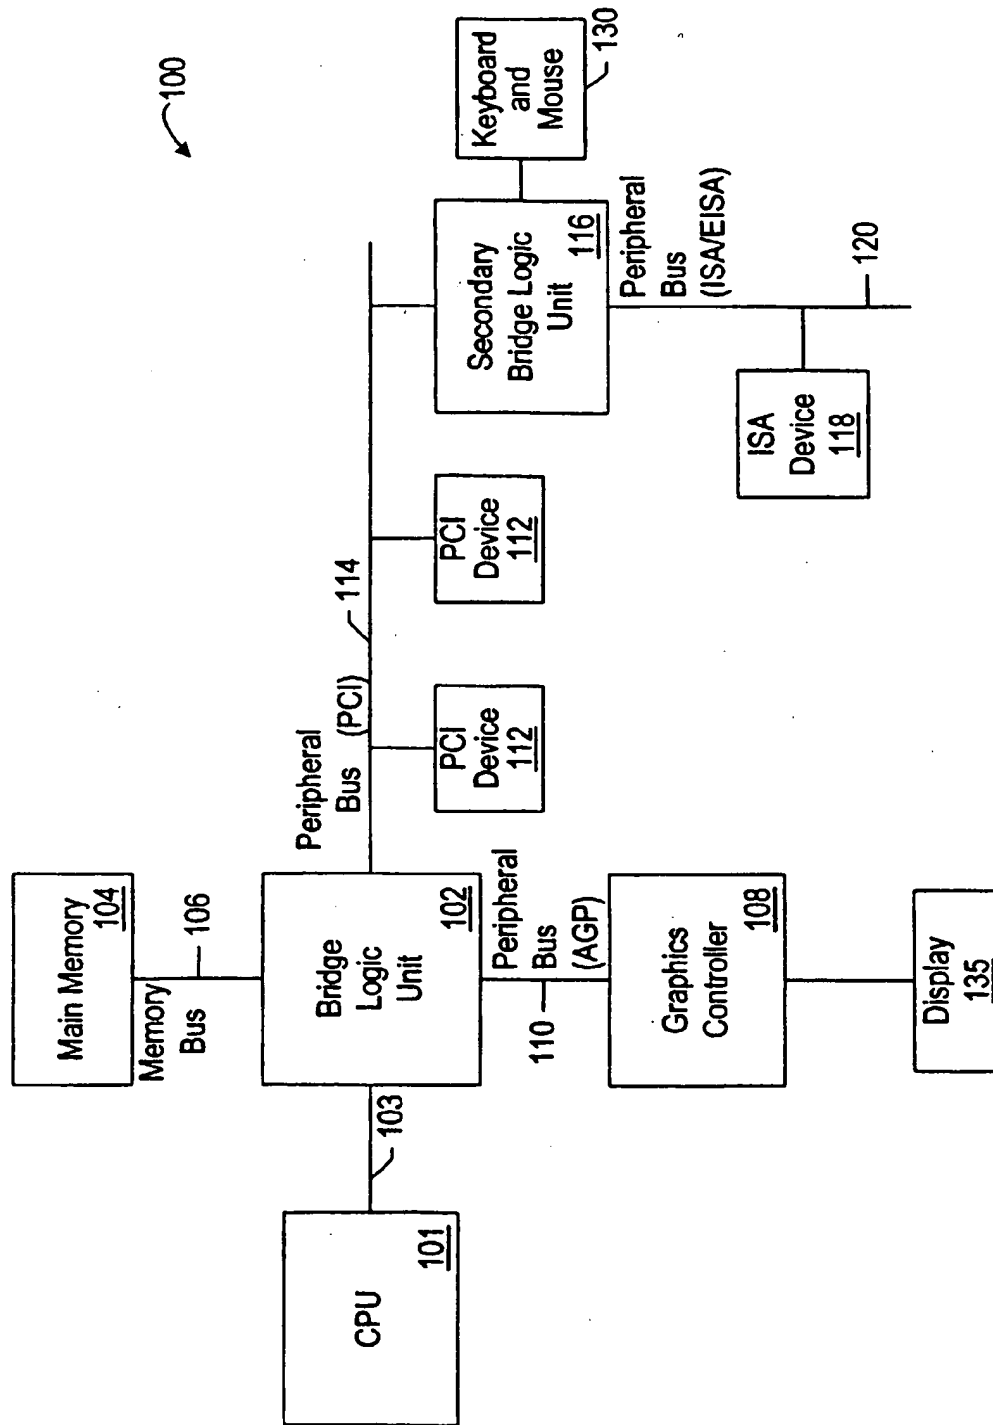 100
CPU
101
103
Main Memory
104
Memory
Bus
106
Bridge
Logic
Unit
102
Peripheral
Bus
(PCI)
114
Peripheral
Bus
(AGP)
110
Graphics
Controller
108
Display
135
PCI
Device
112
PCI
Device
112
Secondary
Bridge Logic
Unit
116
Keyboard
and
Mouse
130
Peripheral
Bus
(ISA/EISA)
120
ISA
Device
118